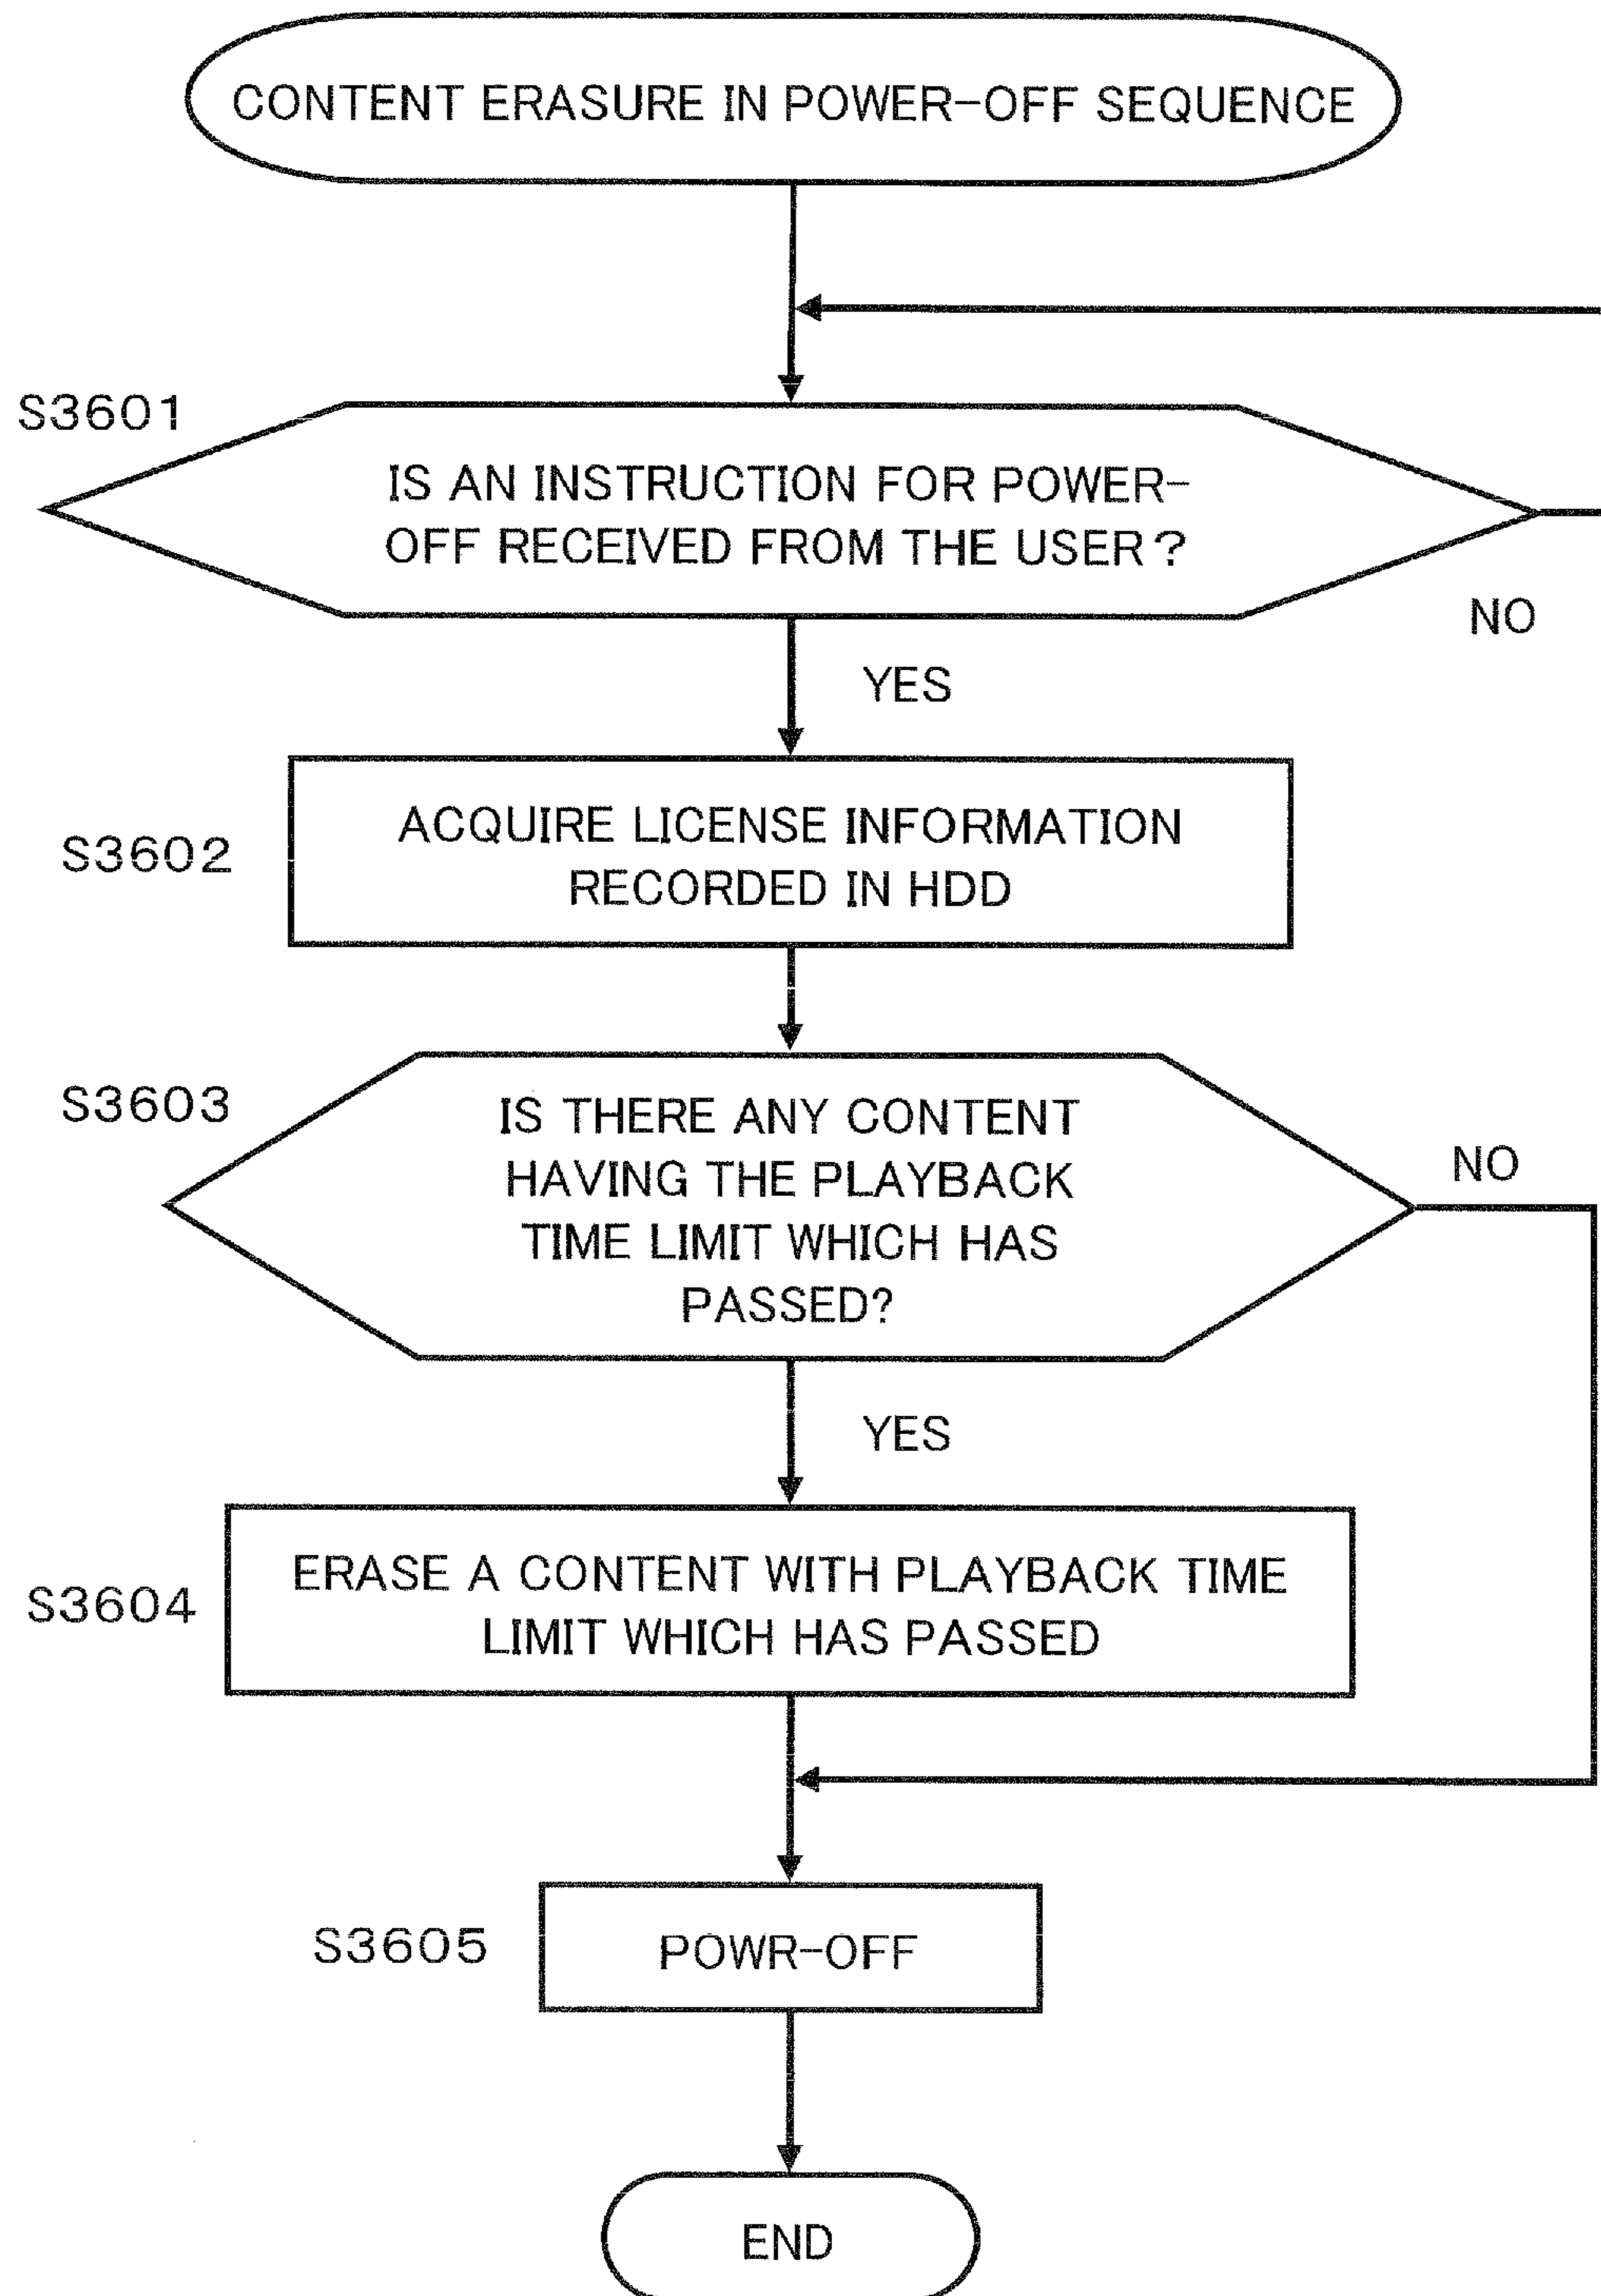 CONTENT ERASURE IN POWER-OFF SEQUENCE
S3601
IS AN INSTRUCTION FOR POWER-
OFF RECEIVED FROM THE USER?
NO
YES
S3602
ACQUIRE LICENSE INFORMATION
RECORDED IN HDD
S3603
IS THERE ANY CONTENT
HAVING THE PLAYBACK
TIME LIMIT WHICH HAS
PASSED?
NO
YES
S3604
ERASE A CONTENT WITH PLAYBACK TIME
LIMIT WHICH HAS PASSED
S3605
POWR-OFF
END